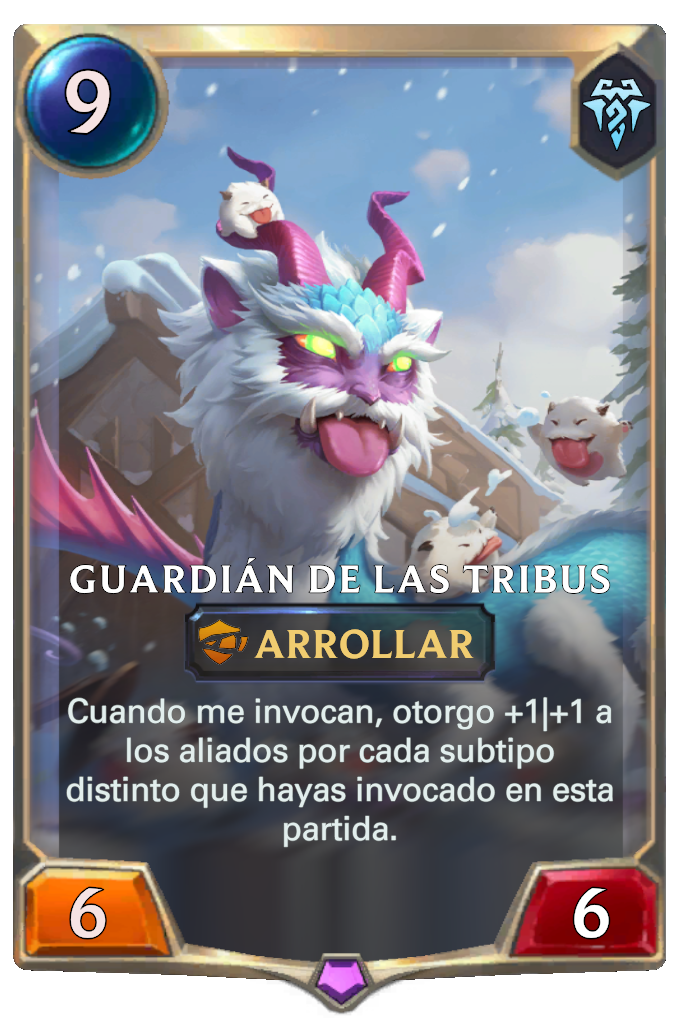 9
GUARDIÁN DE LAS TRIBUS
ARROLLAR
Cuando me invocan, otorgo +1|+1 a
los aliados por cada subtipo
distinto que hayas invocado en esta
partida.
6
6